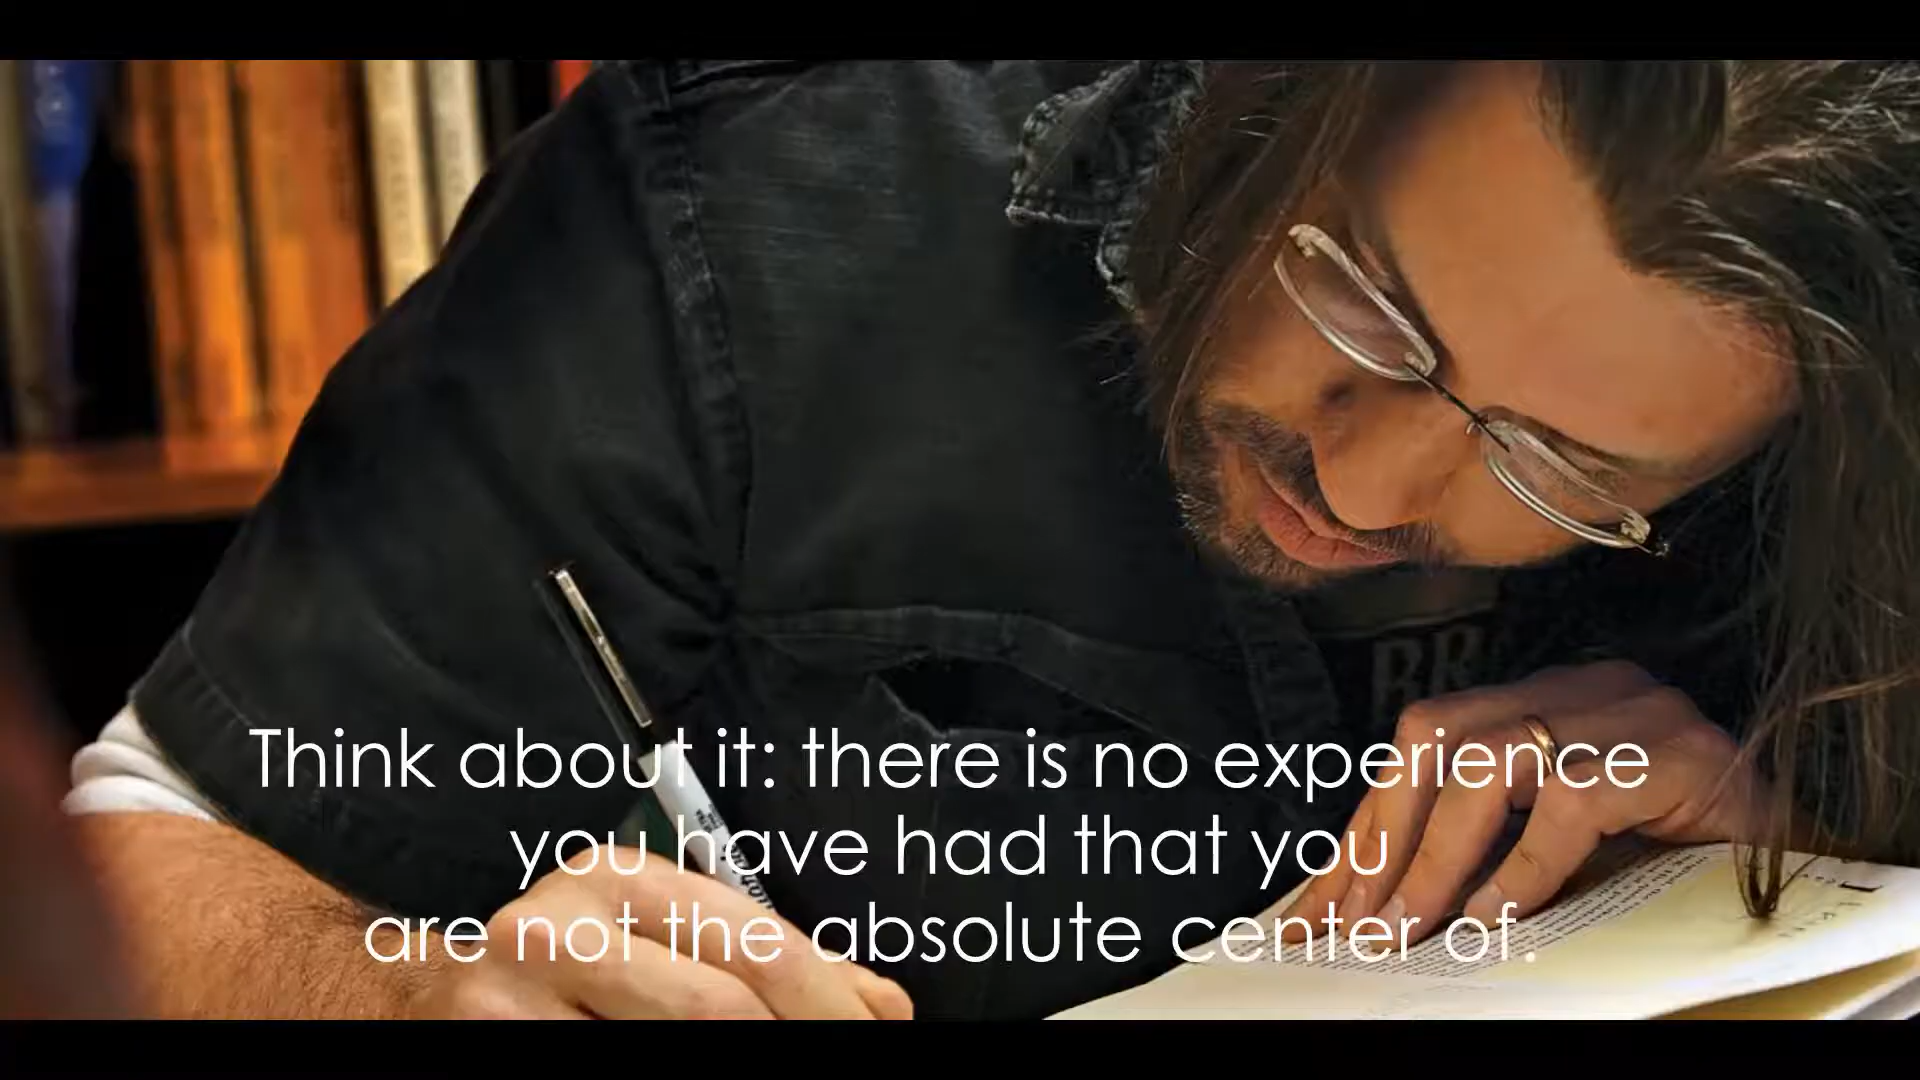 Think about it: there is no experience
you have had that you
are not the absolute center of.